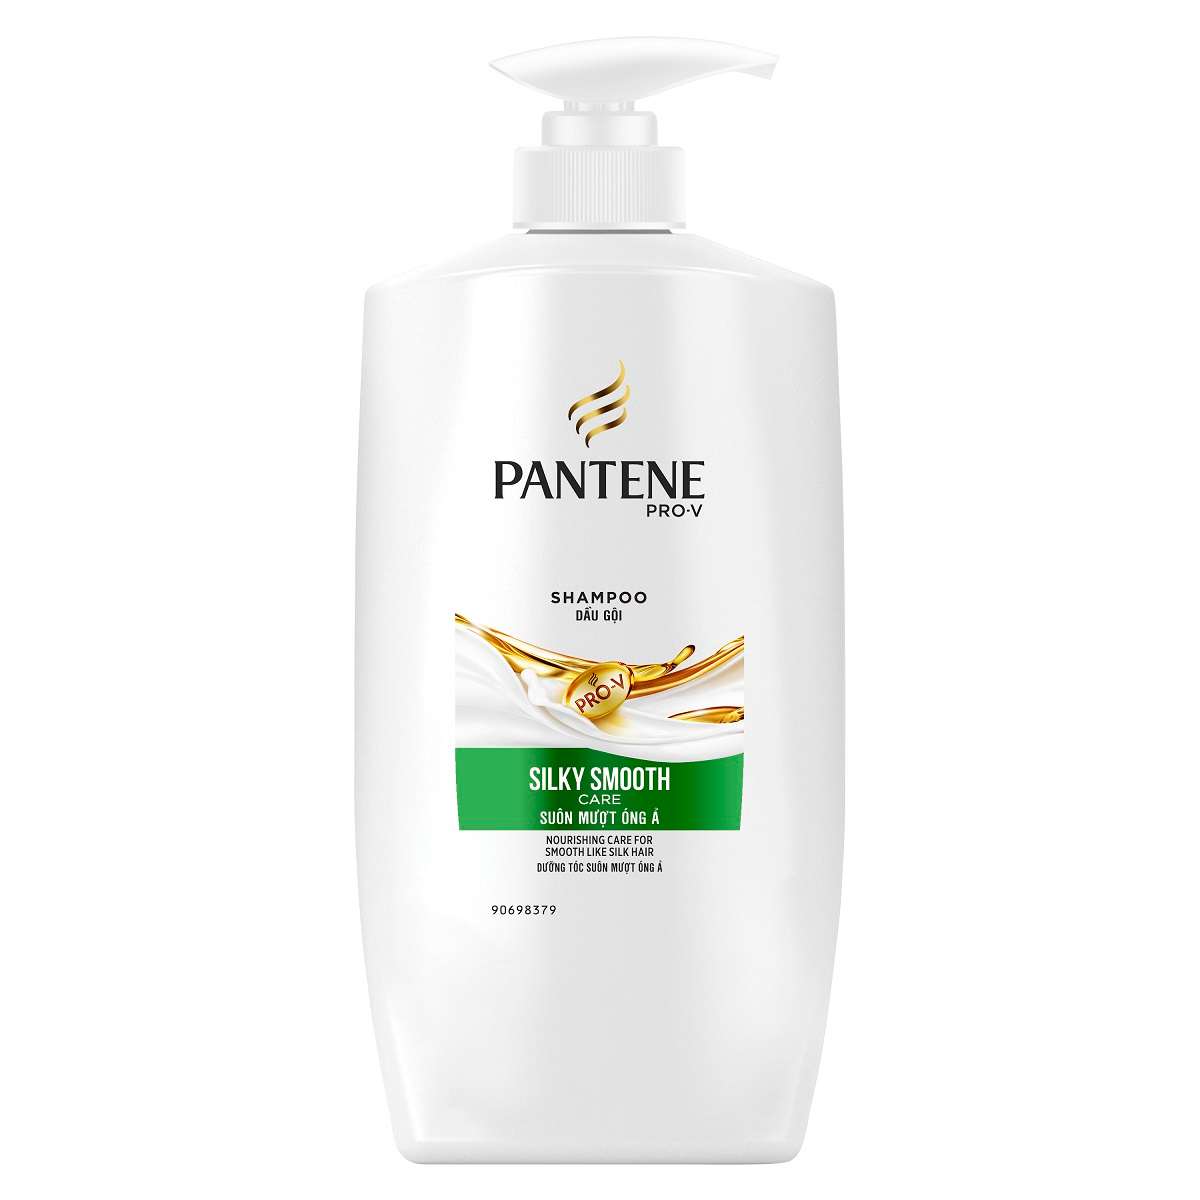 PANTENE
PRO-V
SHAMPOO
DẦU GỘI
PRO-V
SILKY SMOOTH
CARE
SUÔN MƯỢT ÓNG Ả
NOURISHING CARE FOR
SMOOTH LIKE SILK HAIR
DƯỠNG TÓC SUÔN MƯỢT ÓNG Ả
90698379